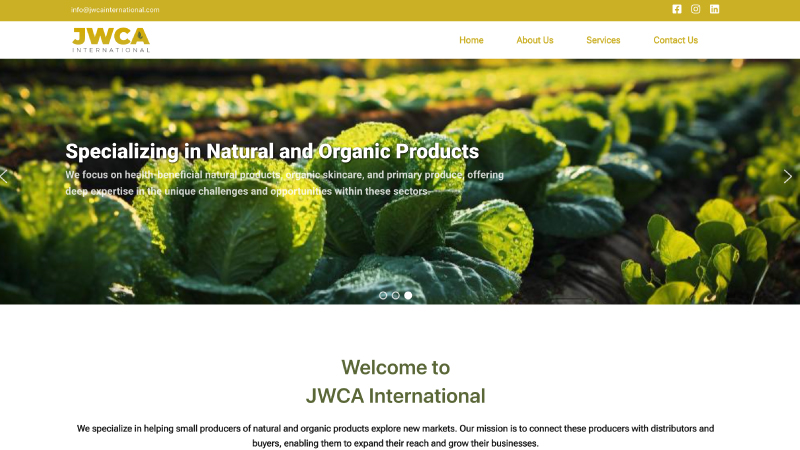 info@jwcainternational.com
JWCA
INTERNATIONAL
Home
About Us
Services
Contact Us
Specializing in Natural and Organic Products
We focus on health-beneficial natural products, organic skincare, and primary produce, offering
deep expertise in the unique challenges and opportunities within these sectors.
Welcome to
JWCA International
We specialize in helping small producers of natural and organic products explore new markets. Our mission is to connect these producers with distributors and
buyers, enabling them to expand their reach and grow their businesses.